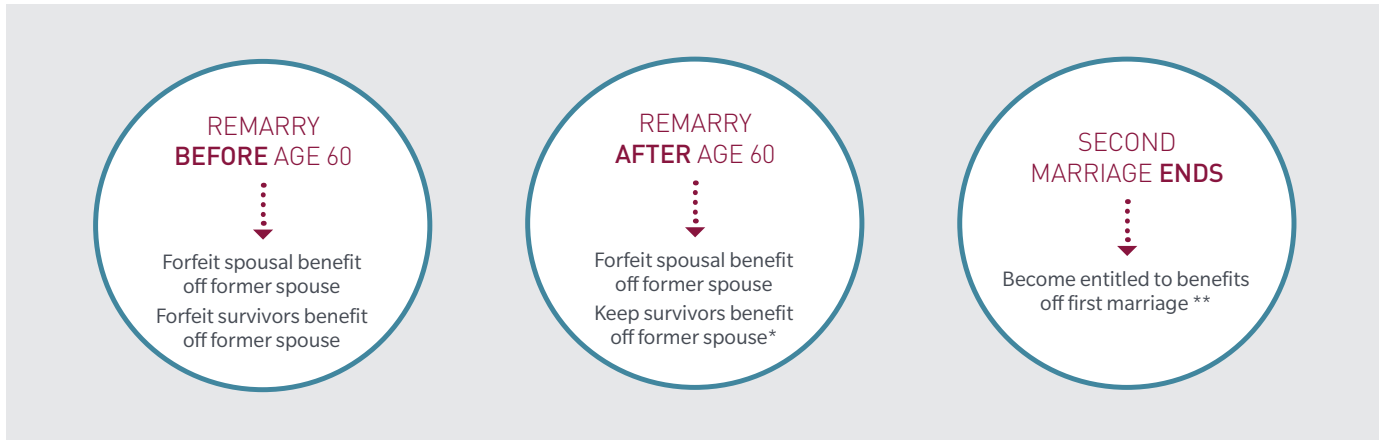 REMARRY
BEFORE AGE 60
Forfeit spousal benefit
off former spouse
Forfeit survivors benefit
off former spouse
REMARRY
AFTER AGE 60
Forfeit spousal benefit
off former spouse
Keep survivors benefit
off former spouse*
SECOND
MARRIAGE ENDS
Become entitled to benefits
off first marriage **